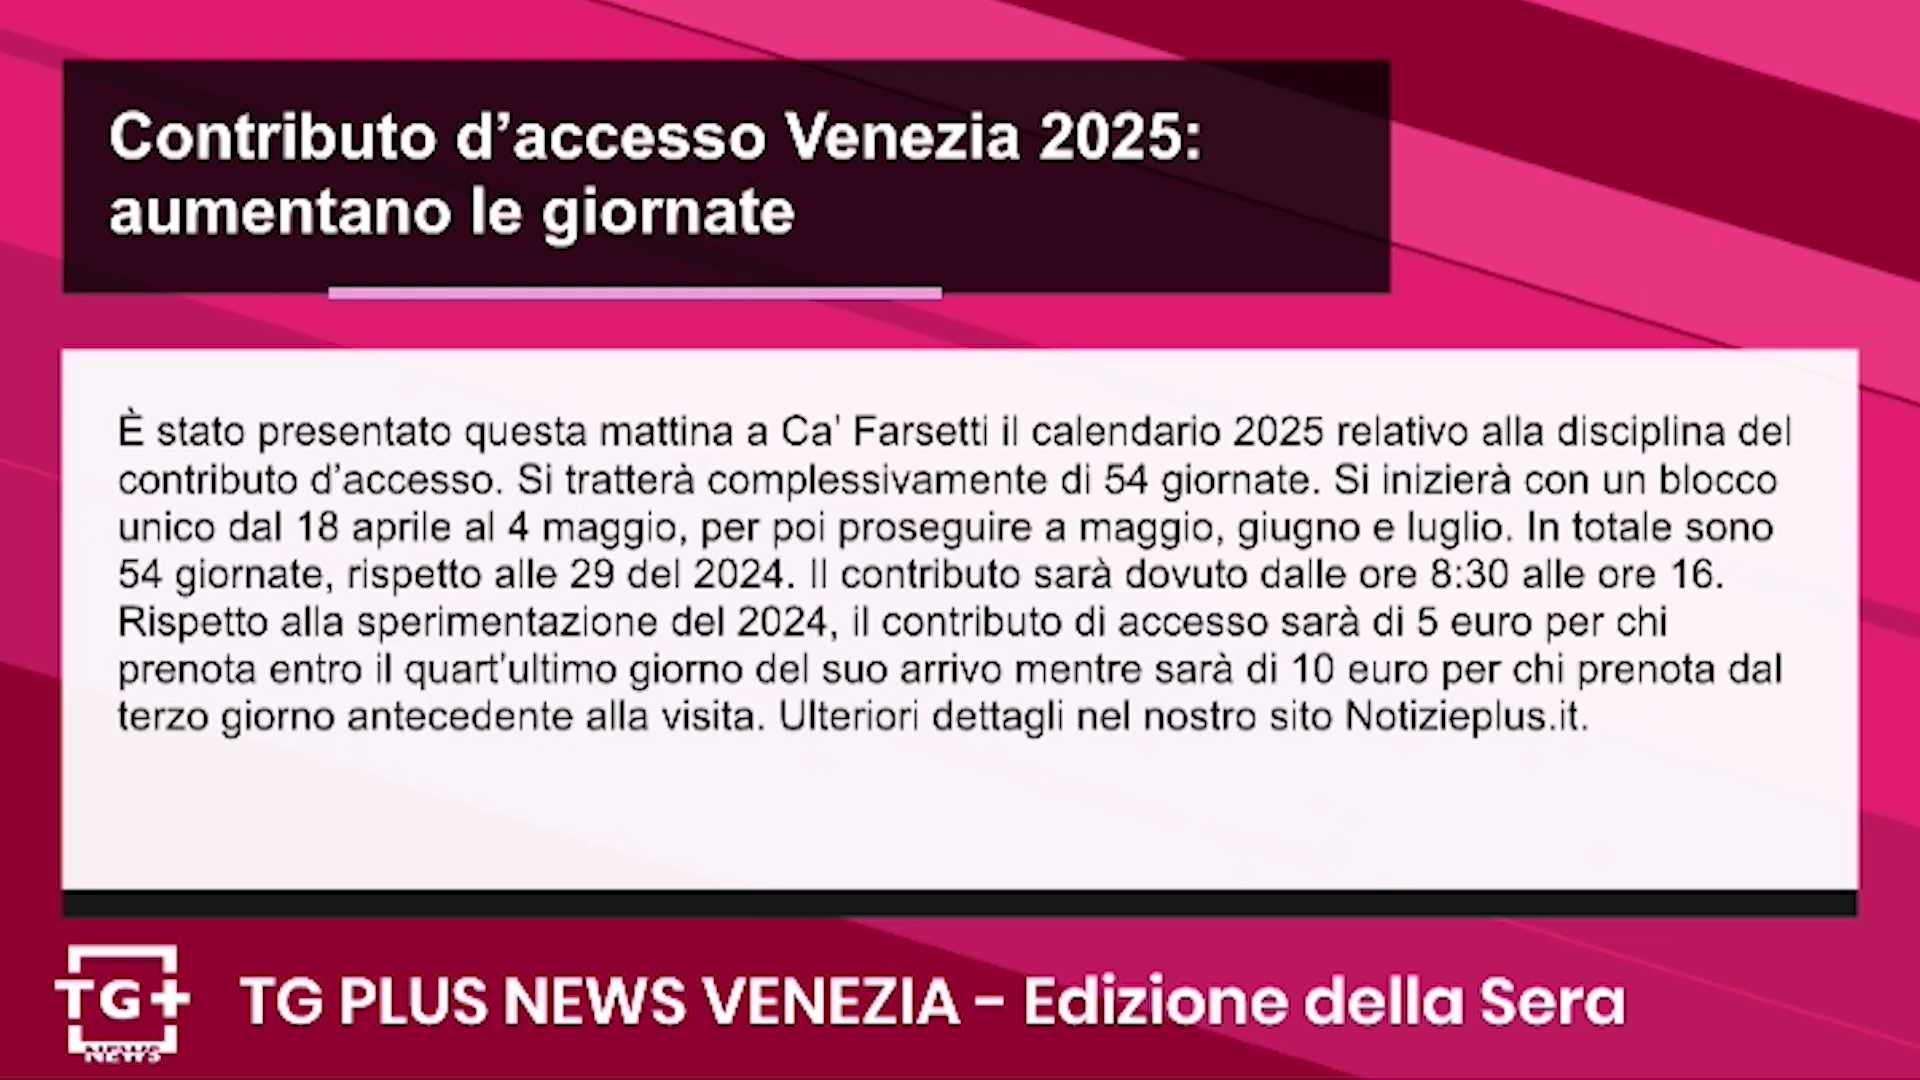 Contributo d’accesso Venezia 2025:
aumentano le giornate
È stato presentato questa mattina a Ca' Farsetti il calendario 2025 relativo alla disciplina del
contributo d’accesso. Si tratterà complessivamente di 54 giornate. Si inizierà con un blocco
unico dal 18 aprile al 4 maggio, per poi proseguire a maggio, giugno e luglio. In totale sono
54 giornate, rispetto alle 29 del 2024. Il contributo sarà dovuto dalle ore 8:30 alle ore 16.
Rispetto alla sperimentazione del 2024, il contributo di accesso sarà di 5 euro per chi
prenota entro il quart’ultimo giorno del suo arrivo mentre sarà di 10 euro per chi prenota dal
terzo giorno antecedente alla visita. Ulteriori dettagli nel nostro sito Notizieplus.it.
TG+
NEWS
TG PLUS NEWS VENEZIA - Edizione della Sera